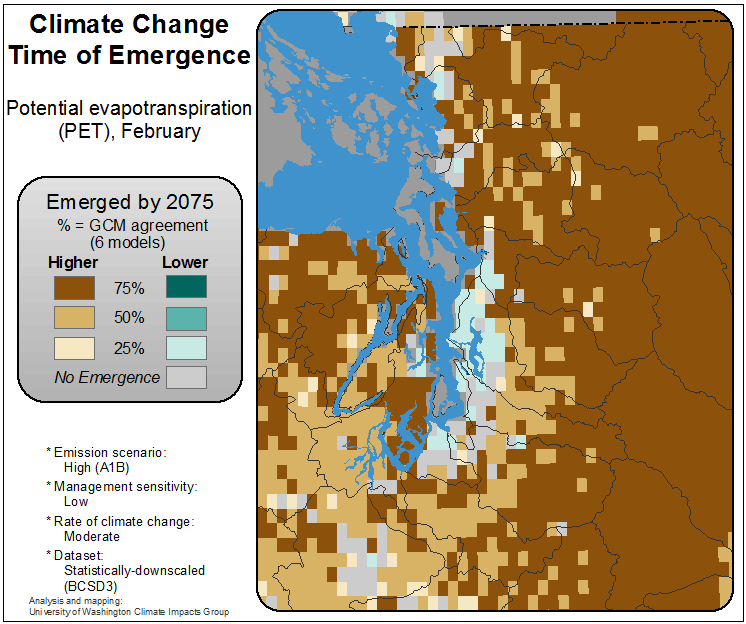 Climate Change
Time of Emergence
Potential evapotranspiration
(PET), February
Emerged by 2075
% = GCM agreement
(6 models)
Higher Lower
75%
50%
25%
No Emergence
* Emission scenario:
High (A1B)
* Management sensitivity:
Low
* Rate of climate change:
Moderate
* Dataset:
Statistically-downscaled
(BCSD3)
Analysis and mapping:
University of Washington Climate Impacts Group